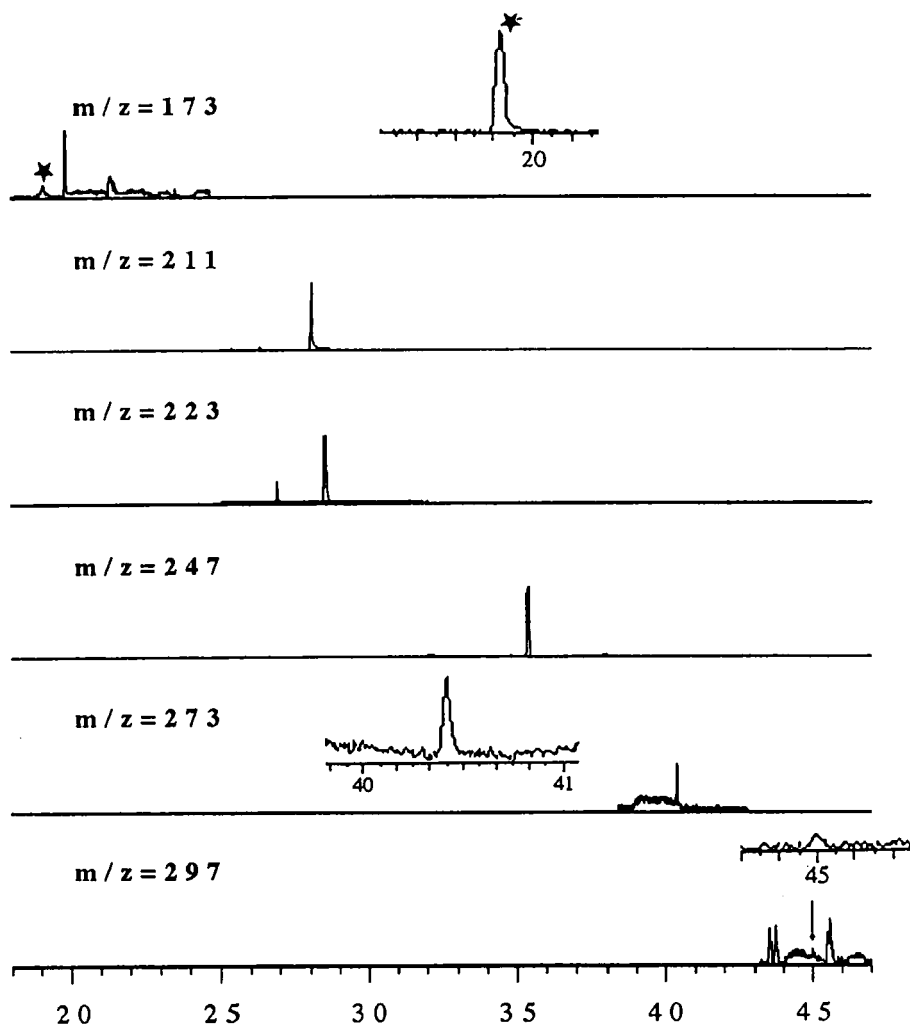 m / z = 1 7 3
20
m / z = 2 1 1
m / z = 2 2 3
m / z = 2 4 7
m / z = 2 7 3
40 41
m / z = 2 9 7
45
2 0 2 5 3 0 3 5 4 0 4 5